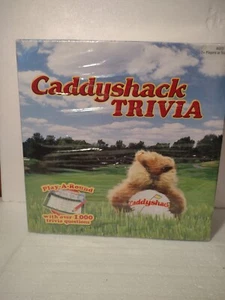 Caddyshack
TRIVIA
Play-A-Round
with over 1000
trivia questions
Caddyshack